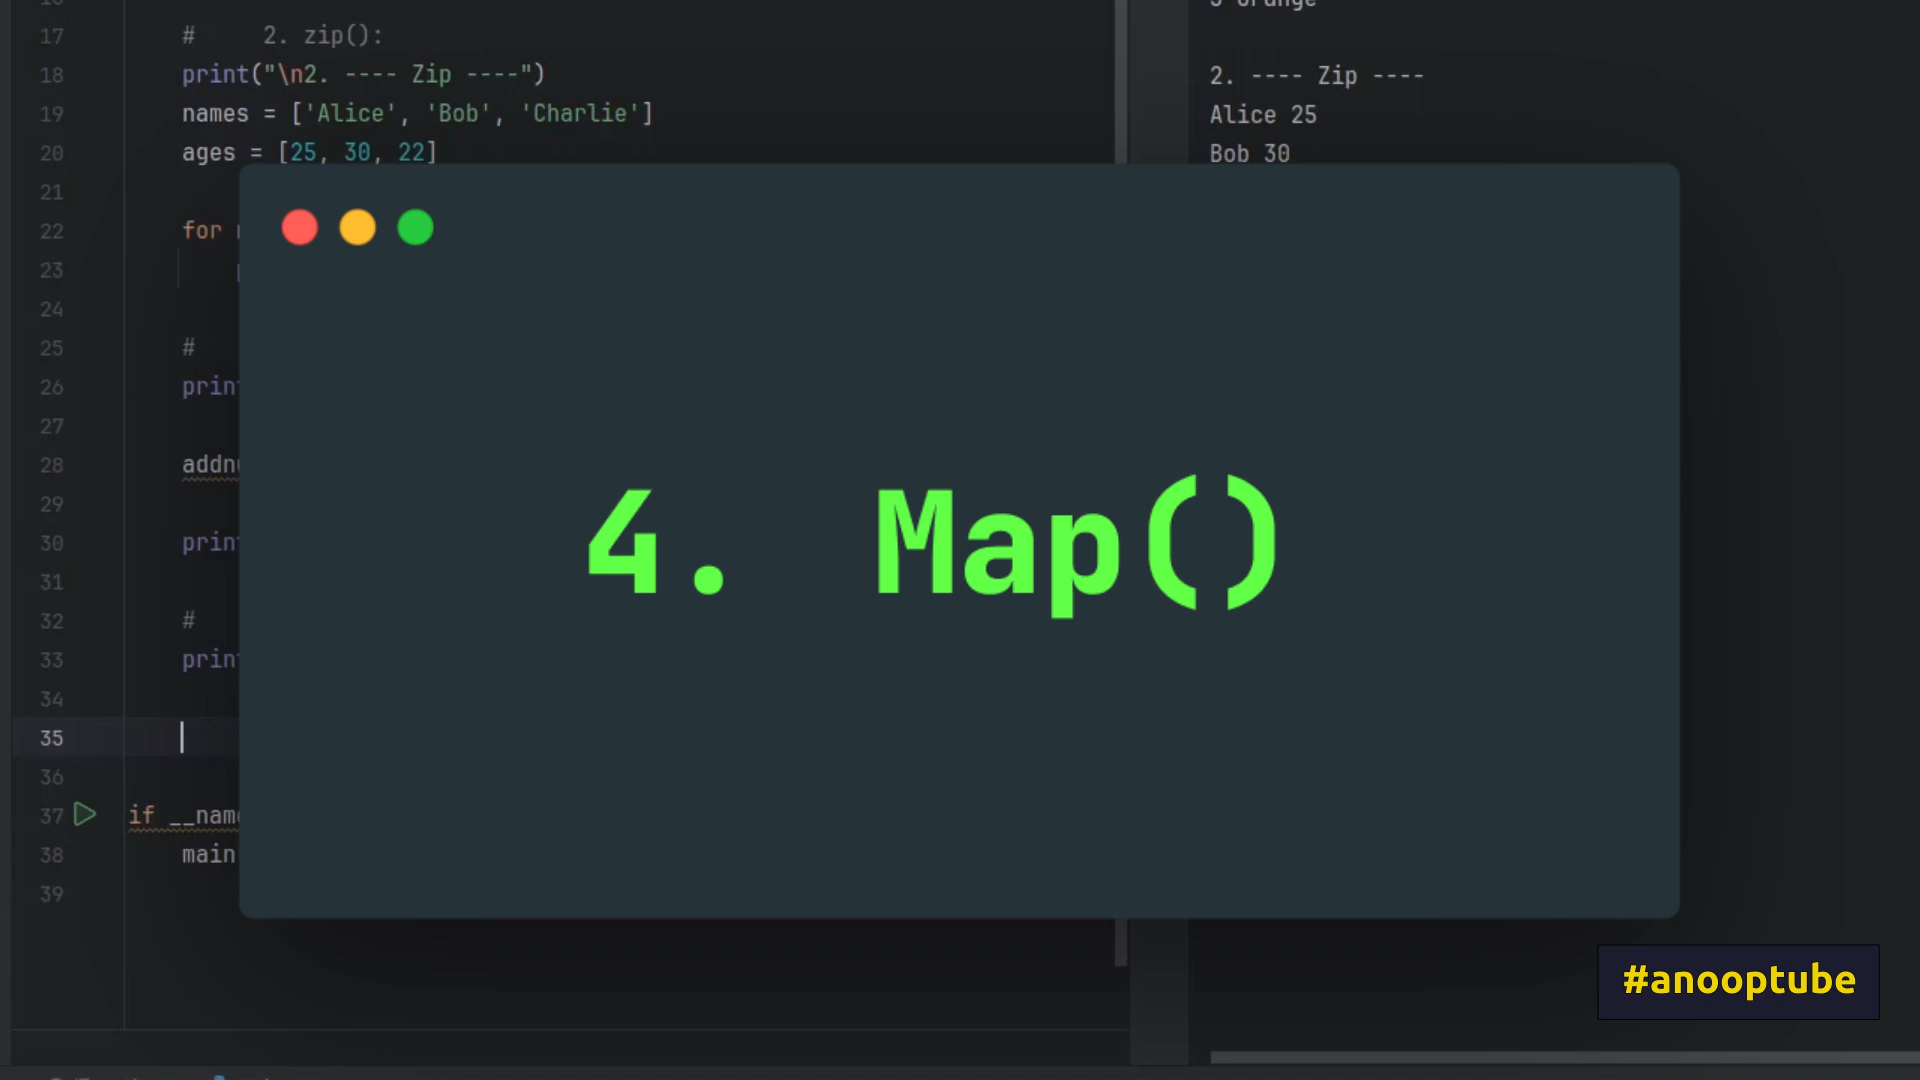 17 # 2. zip():
18 print("\n2. ---- Zip ----")
19 names = ['Alice', 'Bob', 'Charlie']
20 ages = [25, 30, 22]
21
22 for
23
24
25 #
26 prin
27
28 addn
29
30 prin
31
32 #
33 prin
34
35
36
37 if __nam
38 main
39
orange
2. ---- Zip ----
Alice 25
Bob 30
4. Map()
#anooptube